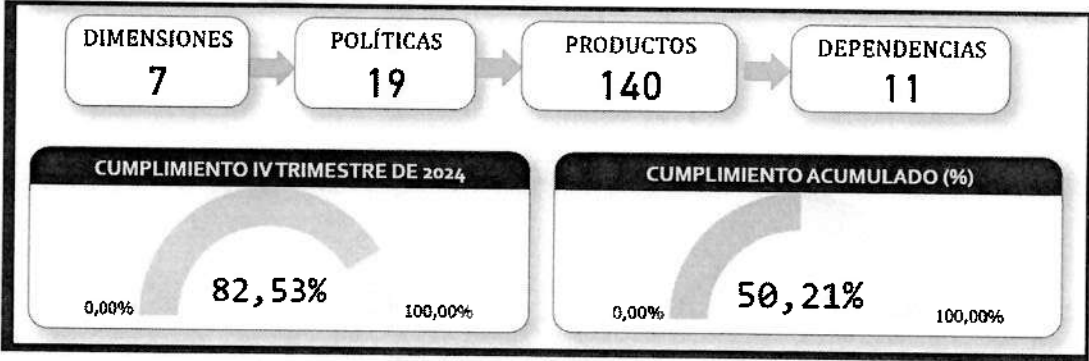 DIMENSIONES
7
POLÍTICAS
19
PRODUCTOS
140
DEPENDENCIAS
11
CUMPLIMIENTO IV TRIMESTRE DE 2024
82,53%
0,00%
100,00%
CUMPLIMIENTO ACUMULADO (%)
50,21%
0,00%
100,00%